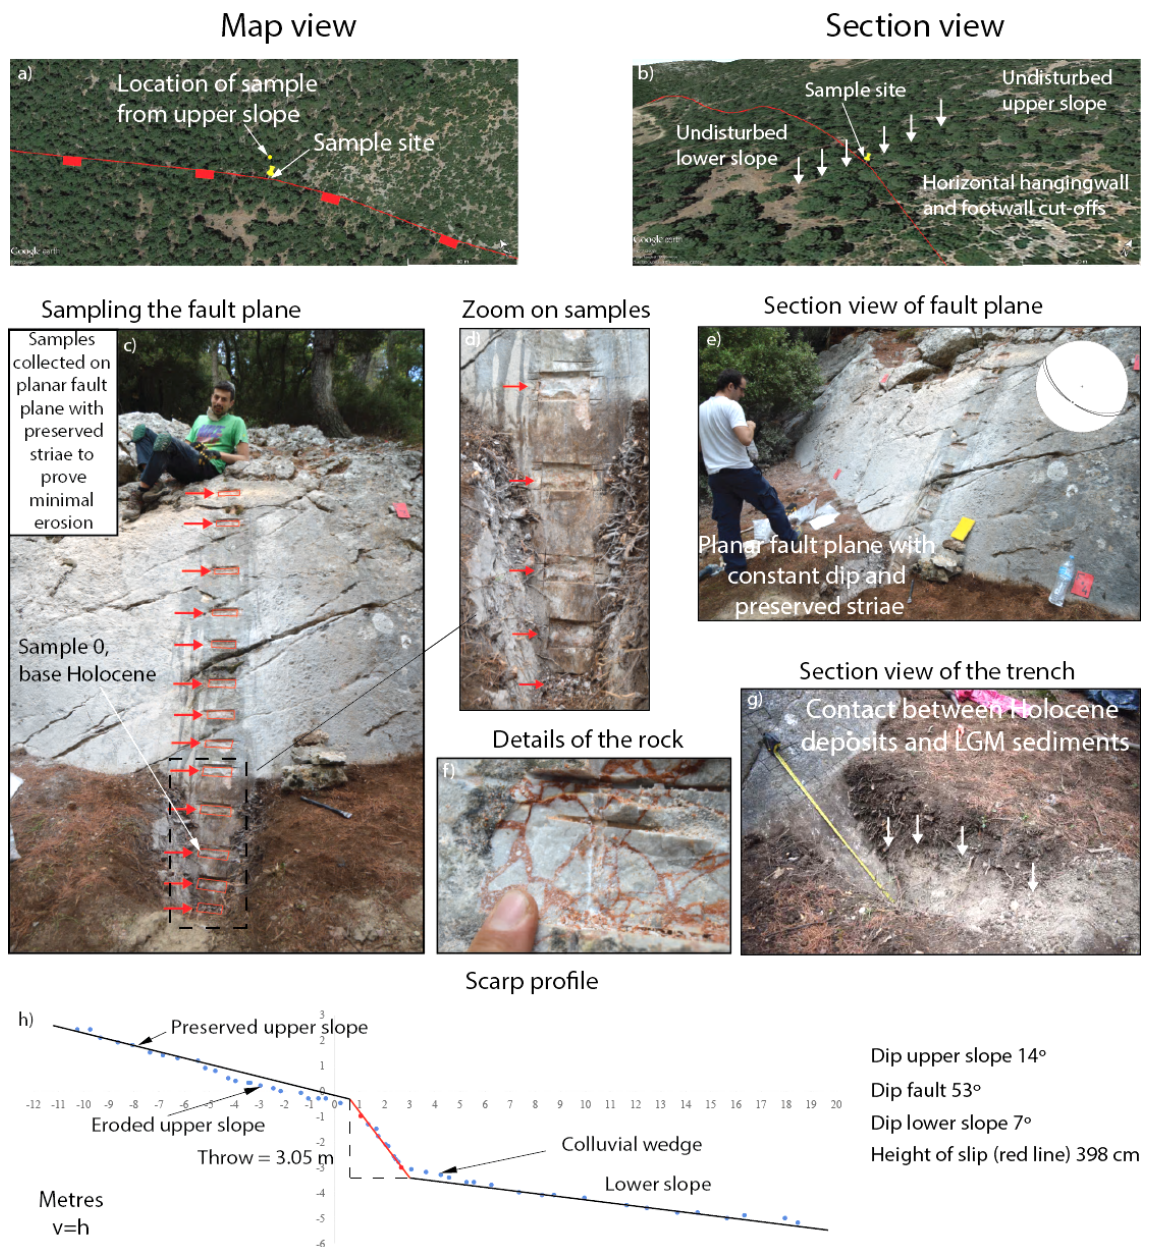 Map view
Section view
a)
Location of sample
from upper slope
Sample site
Google earth
b)
Sample site
Undisturbed
upper slope
Undisturbed
lower slope
Horizontal hangingwall
and footwall cut-offs
Google earth
Sampling the fault plane
Zoom on samples
Section view of fault plane
Samples
collected on
planar fault
plane with
preserved
striae to
prove
minimal
erosion
c)
Sample 0,
base Holocene
d)
e)
Planar fault plane with
constant dip and
preserved striae
Details of the rock
f)
Section view of the trench
g)
Contact between Holocene
deposits and LGM sediments
Scarp profile
h)
Preserved upper slope
Eroded upper slope
Throw = 3.05 m
Colluvial wedge
Lower slope
Metres
v=h
3
2
1
0
-1
-2
-3
-4
-5
-6
-12 -11 -10 -9 -8 -7 -6 -5 -4 -3 -2 -1 0 1 2 3 4 5 6 7 8 9 10 11 12 13 14 15 16 17 18 19 20
Dip upper slope 14º
Dip fault 53º
Dip lower slope 7º
Height of slip (red line) 398 cm